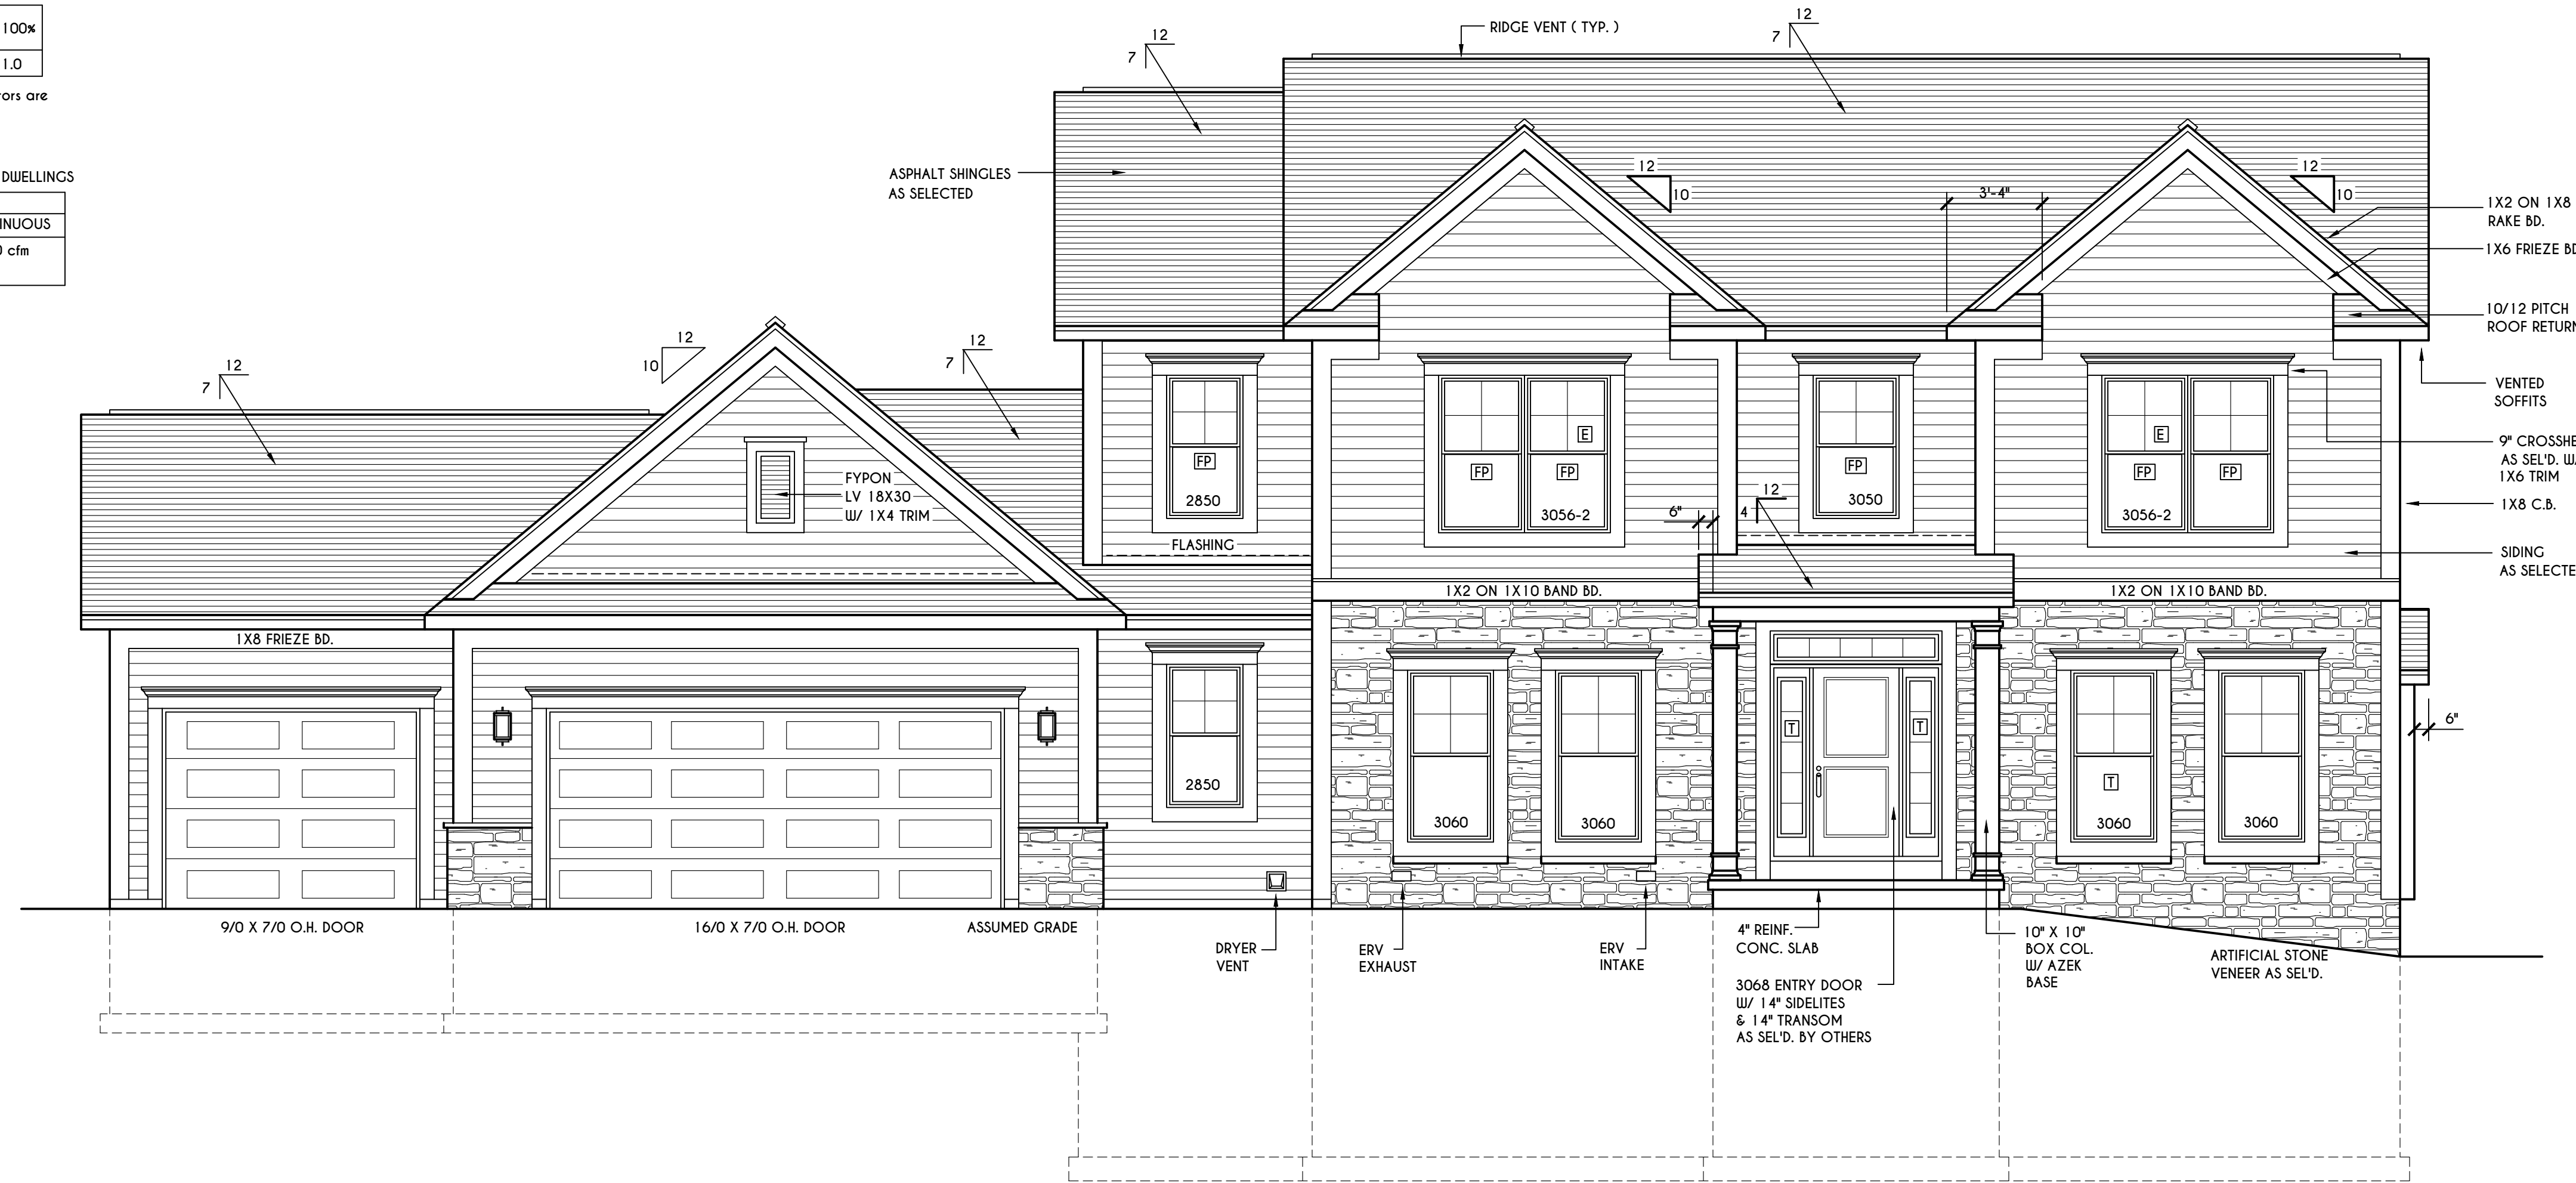 100%
1.0
ors are
DWELLINGS
INUOUS
cfm
RIDGE VENT ( TYP. )
12
7
12
7
ASPHALT SHINGLES
AS SELECTED
12
10
3'-4"
12
10
1X2 ON 1X8
RAKE BD.
1X6 FRIEZE BD
10/12 PITCH
ROOF RETURN
VENTED
SOFFITS
9" CROSSHE
AS SEL'D. W/
1X6 TRIM
1X8 C.B.
SIDING
AS SELECTE
12
7
12
10
12
7
FYPON
LV 18X30
W/ 1X4 TRIM
FP
2850
FLASHING
E
FP
FP
3056-2
FP
3050
E
FP
FP
3056-2
6"
12
4
1X2 ON 1X10 BAND BD.
1X2 ON 1X10 BAND BD.
1X8 FRIEZE BD.
2850
3060
3060
T
T
T
3060
3060
6"
9/0 X 7/0 O.H. DOOR
16/0 X 7/0 O.H. DOOR
ASSUMED GRADE
DRYER
VENT
ERV
EXHAUST
ERV
INTAKE
4" REINF.
CONC. SLAB
3068 ENTRY DOOR
W/ 14" SIDELITES
& 14" TRANSOM
AS SEL'D. BY OTHERS
10" X 10"
BOX COL.
W/ AZEK
BASE
ARTIFICIAL STONE
VENEER AS SEL'D.